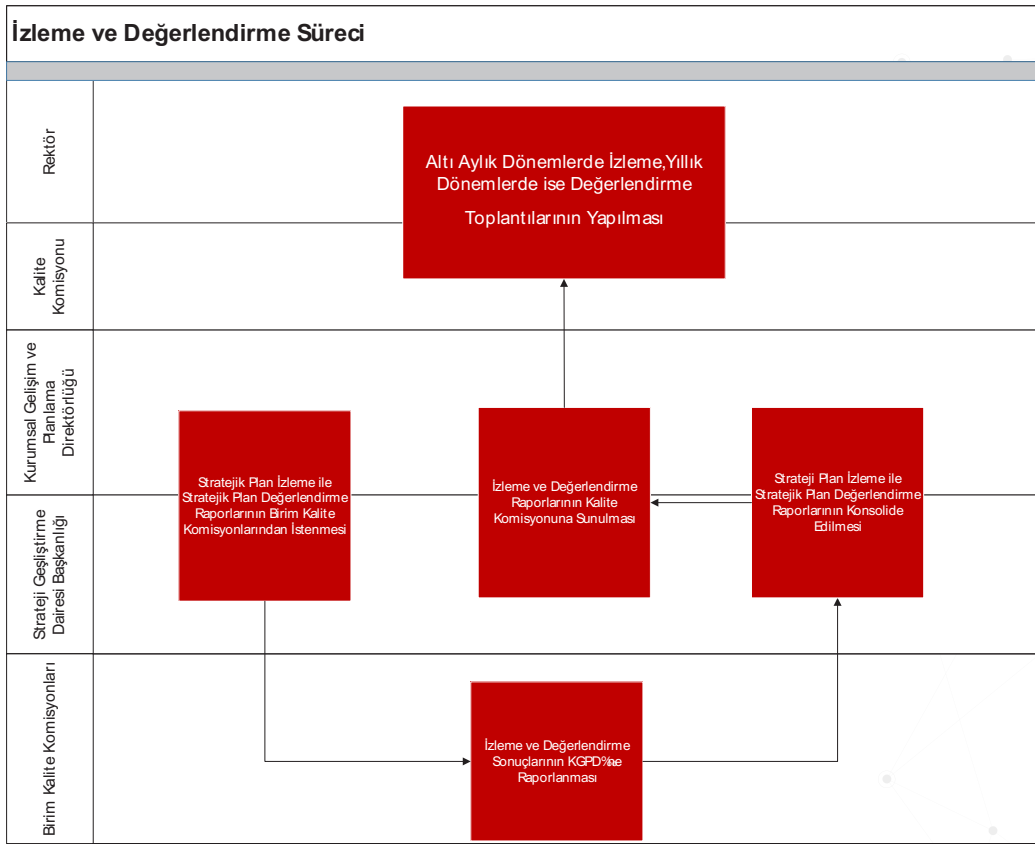 İzleme ve Değerlendirme Süreci
Rektör
Altı Aylık Dönemlerde İzleme,Yıllık
Dönemlerde ise Değerlendirme
Toplantılarının Yapılması
Kalite
Komisyonu
Kurumsal Gelişim ve
Planlama
Direktörlüğü
Strateji Geşliştirme
Dairesi Başkanlığı
Stratejik Plan İzleme ile
Stratejik Plan Değerlendirme
Raporlarının Birim Kalite
Komisyonlarından İstenmesi
İzleme ve Değerlendirme
Raporlarının Kalite
Komisyonuna Sunulması
Strateji Plan İzleme ile
Stratejik Plan Değerlendirme
Raporlarının Konsolide
Edilmesi
Birim Kalite Komisyonları
İzleme ve Değerlendirme
Sonuçlarının
Raporlanması